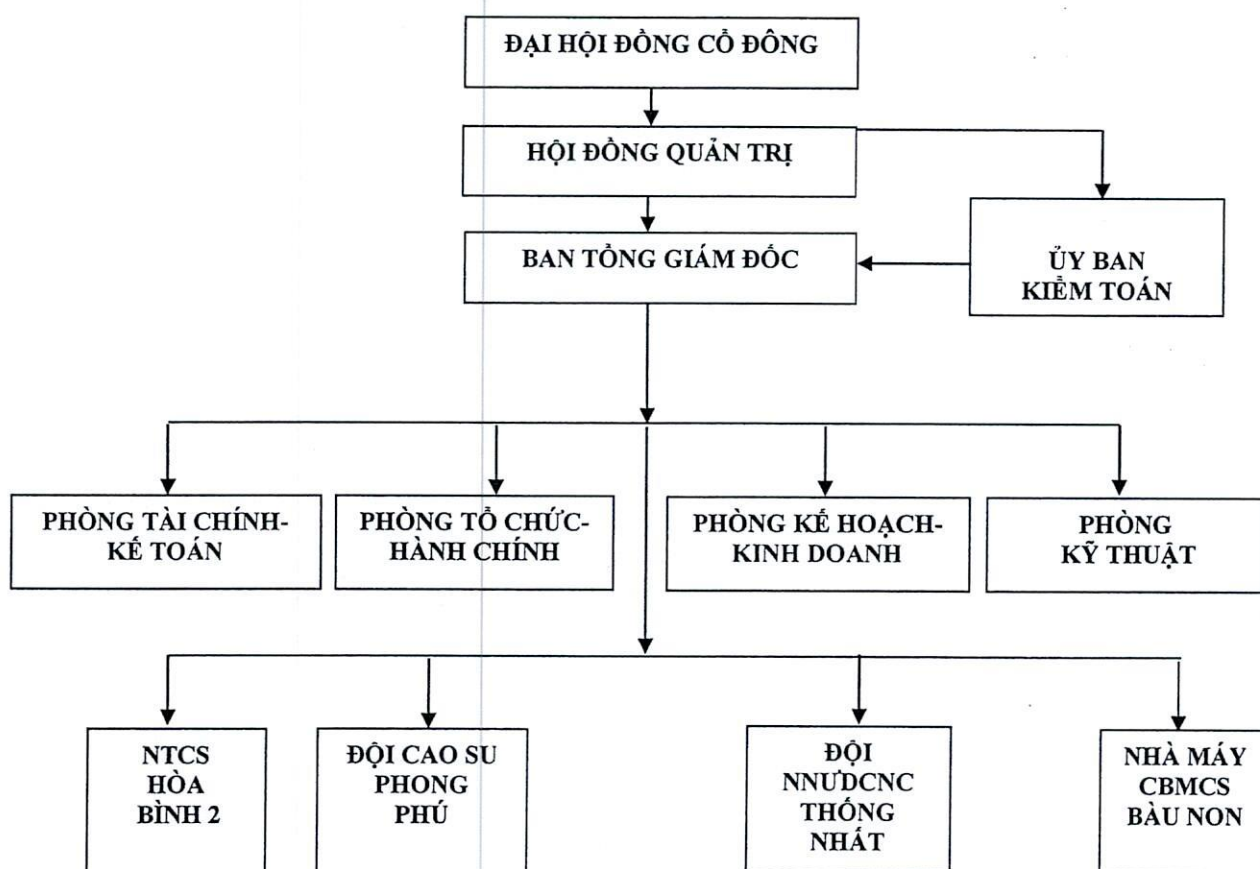 ĐẠI HỘI ĐỒNG CỔ ĐÔNG
HỘI ĐỒNG QUẢN TRỊ
BAN TỔNG GIÁM ĐỐC
ỦY BAN
KIỂM TOÁN
PHÒNG TÀI CHÍNH-
KẾ TOÁN
PHÒNG TỔ CHỨC-
HÀNH CHÍNH
PHÒNG KẾ HOẠCH-
KINH DOANH
PHÒNG
KỸ THUẬT
NTCS
HÒA
BÌNH 2
ĐỘI CAO SU
PHONG
PHÚ
ĐỘI
NNƯDCNC
THỐNG
NHẤT
NHÀ MÁY
CBMCS
BÀU NON